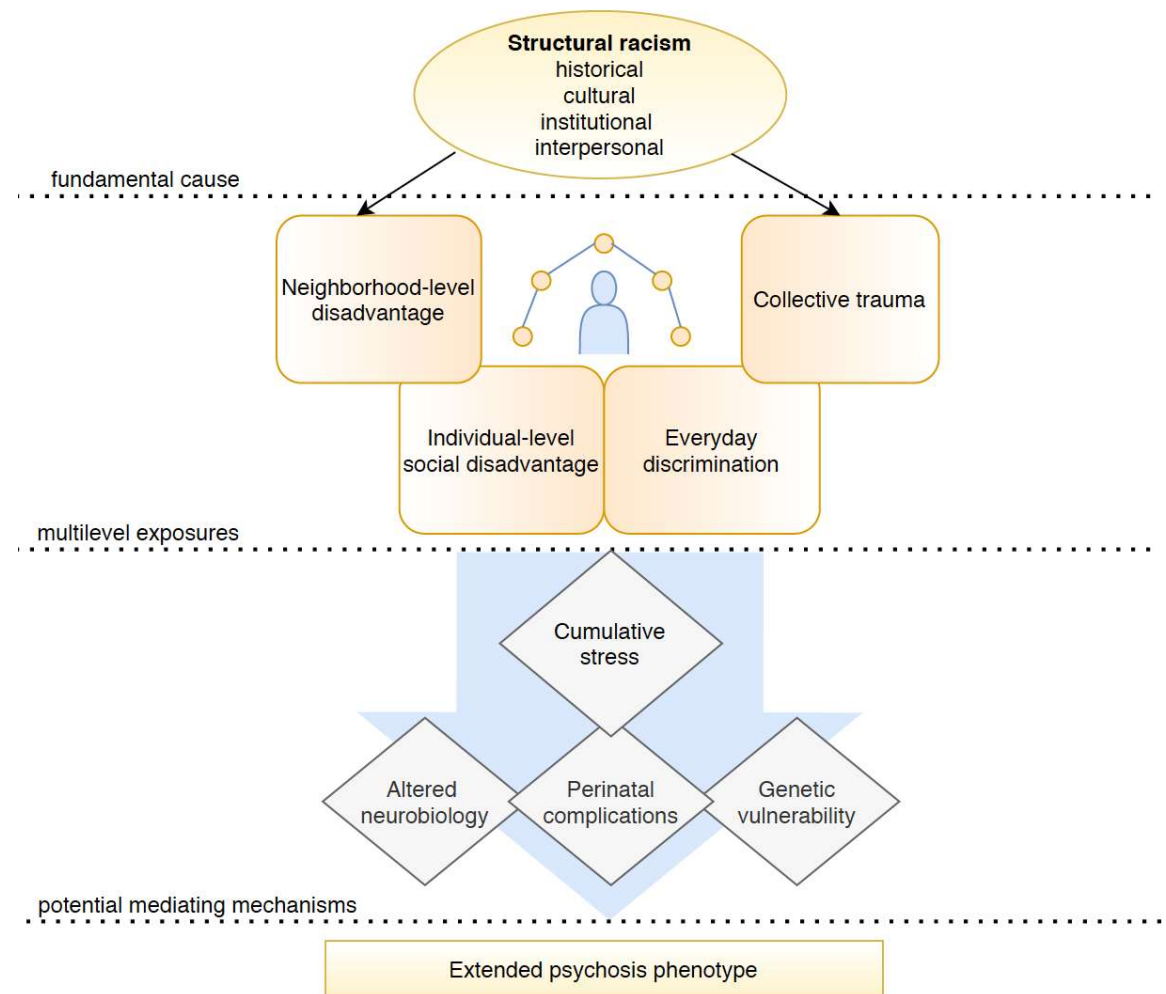 Structural racism
historical
cultural
institutional
interpersonal
fundamental cause
Neighborhood-level
disadvantage
Collective trauma
Individual-level
social disadvantage
Everyday
discrimination
multilevel exposures
Cumulative
stress
Altered
neurobiology
Perinatal
complications
Genetic
vulnerability
potential mediating mechanisms
Extended psychosis phenotype